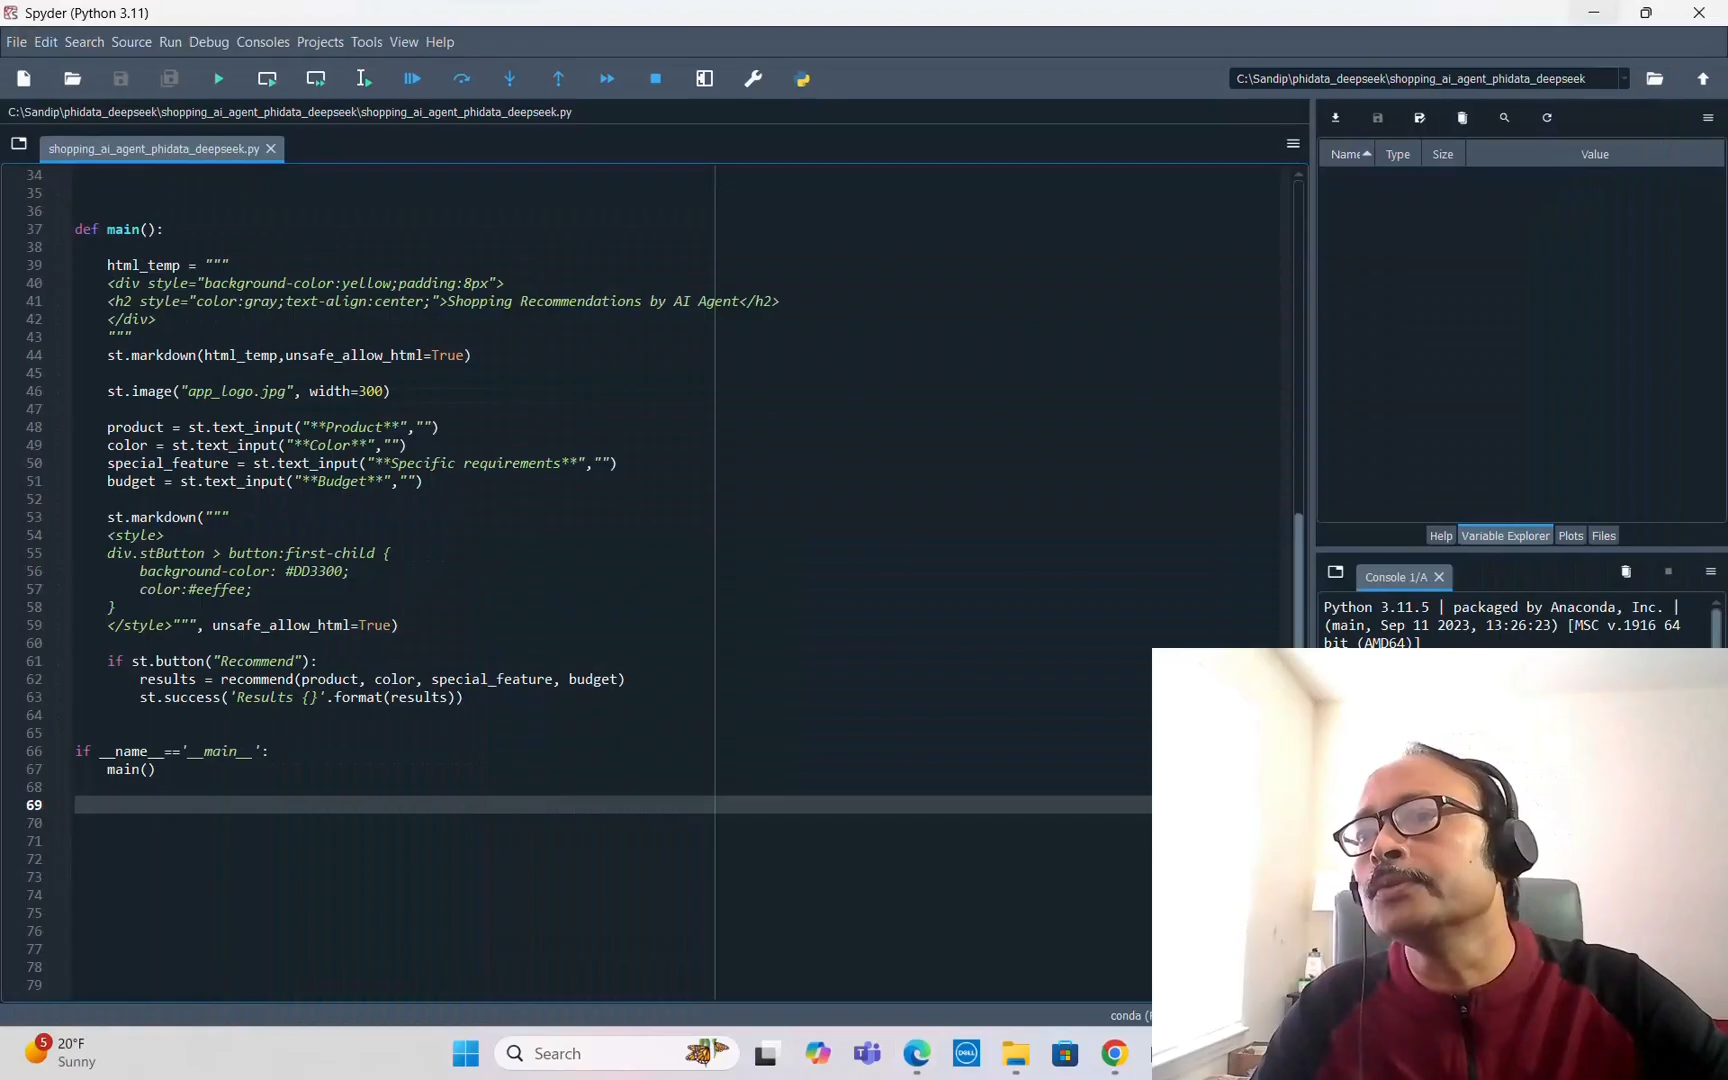 Spyder (Python 3.11)
File Edit Search Source Run Debug Consoles Projects Tools View Help
C:\Sandip\phidata_deepseek\shopping_ai_agent_phidata_deepseek
C:\Sandip\phidata_deepseek\shopping_ai_agent_phidata_deepseek\shopping_ai_agent_phidata_deepseek.py
shopping_ai_agent_phidata_deepseek.py
34
35
36
37 def main():
38
39 html_temp = """
40 <div style="background-color:yellow;padding:8px">
41 <h2 style="color:gray;text-align:center;">Shopping Recommendations by AI Agent</h2>
42 </div>
43 """
44 st.markdown(html_temp,unsafe_allow_html=True)
45
46 st.image("app_logo.jpg", width=300)
47
48 product = st.text_input("**Product**","")
49 color = st.text_input("**Color**","")
50 special_feature = st.text_input("**Specific requirements**","")
51 budget = st.text_input("**Budget**","")
52
53 st.markdown("""
54 <style>
55 div.stButton > button:first-child {
56 background-color: #DD3300;
57 color:#eeffee;
58 }
59 </style>""", unsafe_allow_html=True)
60
61 if st.button("Recommend"):
62 results = recommend(product, color, special_feature, budget)
63 st.success('Results {}'.format(results))
64
65
66 if __name__=='__main__':
67 main()
68
69
70
71
72
73
74
75
76
77
78
79
Name Type Size Value
Help Variable Explorer Plots Files
Console 1/A
Python 3.11.5 | packaged by Anaconda, Inc. |
(main, Sep 11 2023, 13:26:23) [MSC v.1916 64
bit (AMD64)]
conda
5
20°F
Sunny
Search
DELL